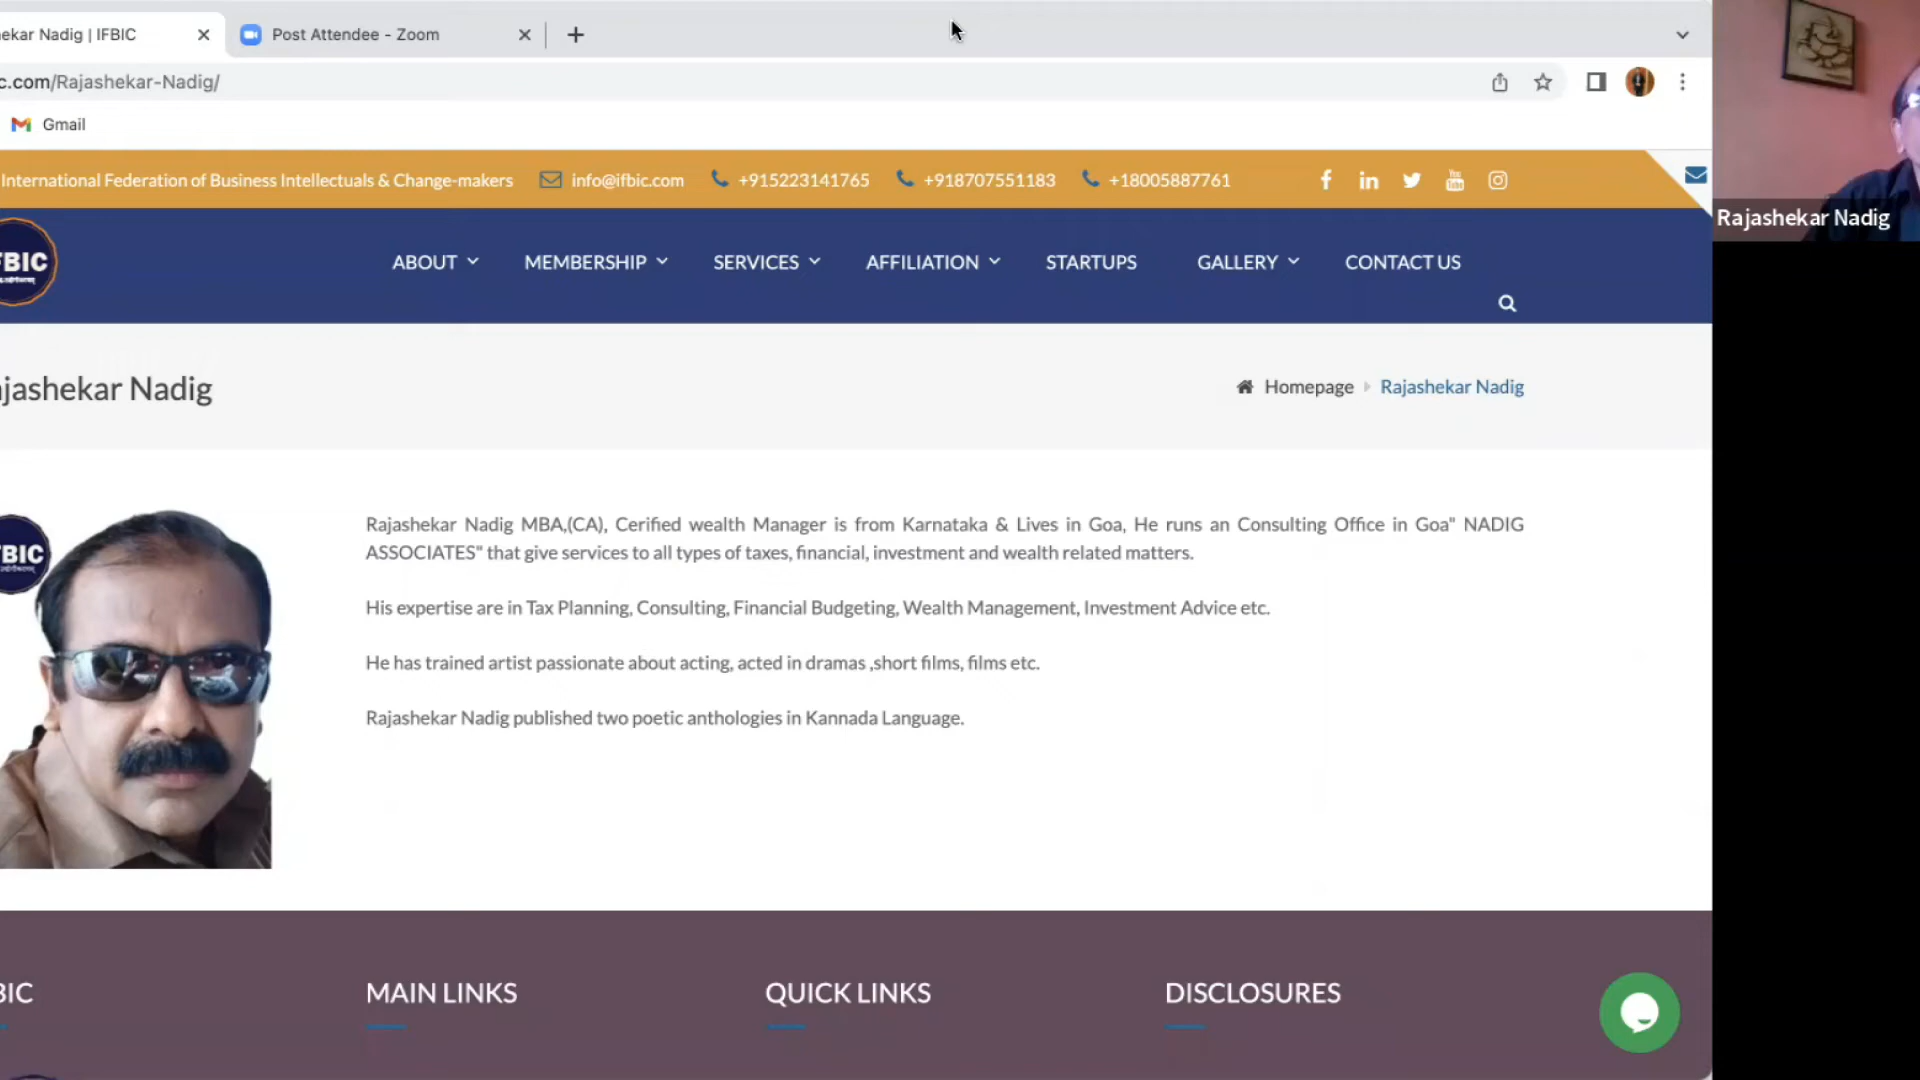 ekar Nadig | IFBIC
Post Attendee - Zoom
c.com/Rajashekar-Nadig/
Gmail
International Federation of Business Intellectuals & Change-makers info@ifbic.com +915223141765 +918707551183 +18005887761
You Tube
Rajashekar Nadig
FBIC
ABOUT MEMBERSHIP SERVICES AFFILIATION STARTUPS GALLERY CONTACT US
jashekar Nadig
Homepage Rajashekar Nadig
FBIC
Rajashekar Nadig MBA,(CA), Cerified wealth Manager is from Karnataka & Lives in Goa, He runs an Consulting Office in Goa" NADIG
ASSOCIATES" that give services to all types of taxes, financial, investment and wealth related matters.
His expertise are in Tax Planning, Consulting, Financial Budgeting, Wealth Management, Investment Advice etc.
He has trained artist passionate about acting, acted in dramas ,short films, films etc.
Rajashekar Nadig published two poetic anthologies in Kannada Language.
BIC
MAIN LINKS
QUICK LINKS
DISCLOSURES